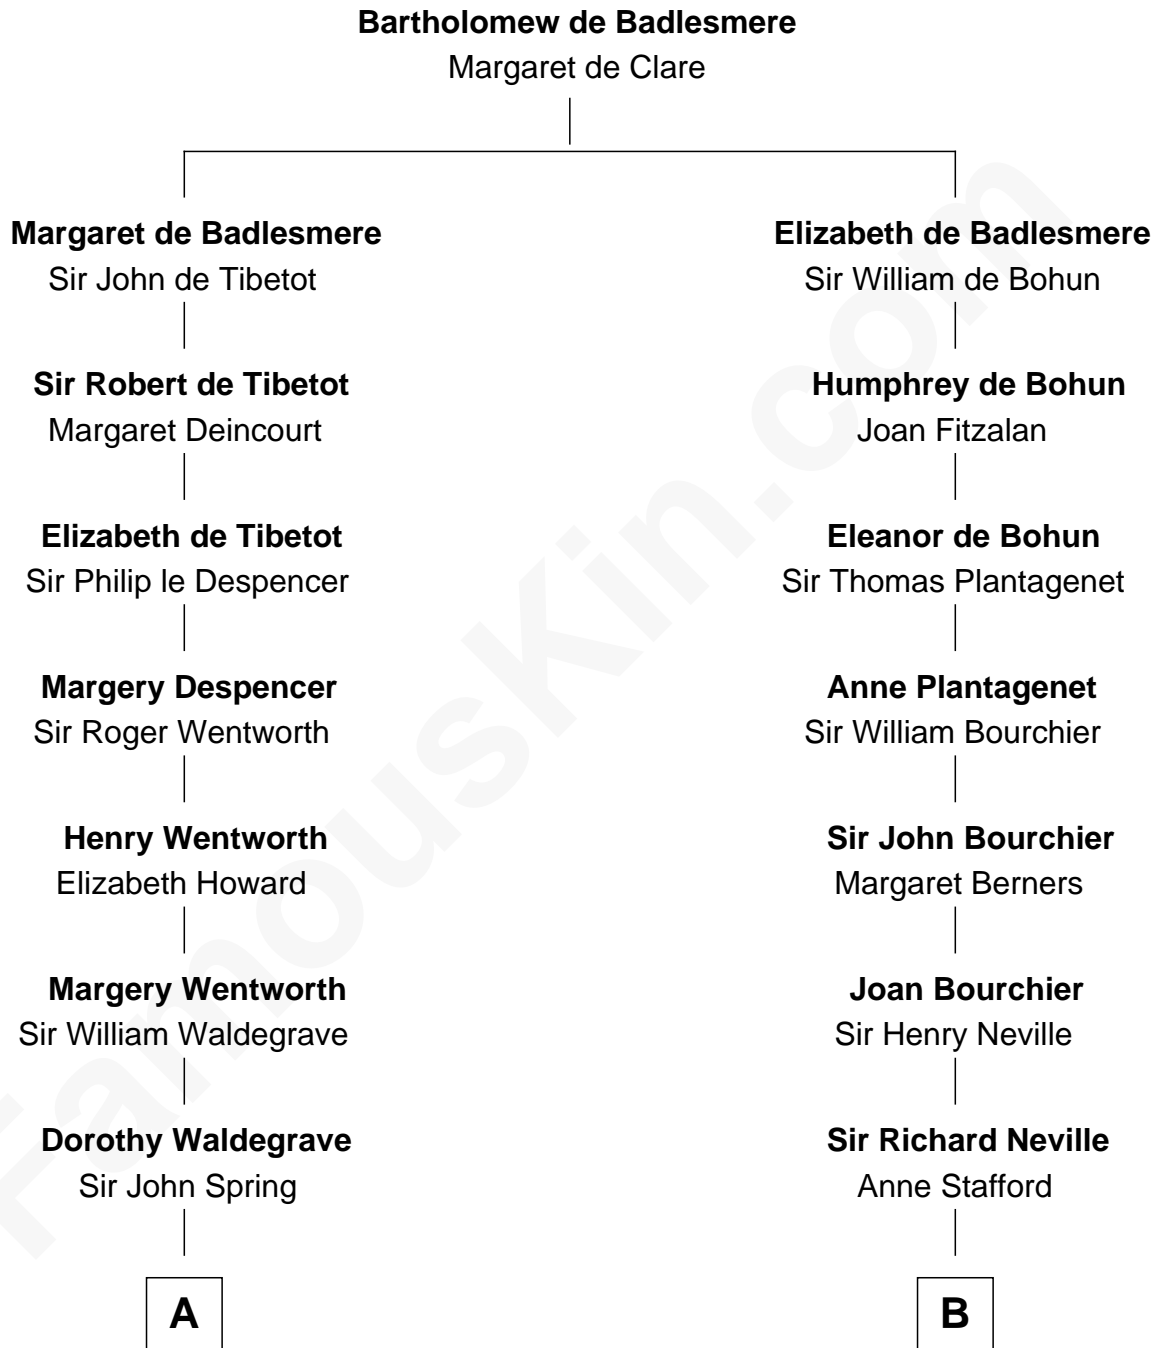 Bartholomew de Badlesmere
Margaret de Clare
Margaret de Badlesmere
Sir John de Tibetot
Elizabeth de Badlesmere
Sir William de Bohun
Sir Robert de Tibetot
Margaret Deincourt
Humphrey de Bohun
Joan Fitzalan
Elizabeth de Tibetot
Sir Philip le Despencer
Eleanor de Bohun
Sir Thomas Plantagenet
Margery Despencer
Sir Roger Wentworth
Anne Plantagenet
Sir William Bourchier
Henry Wentworth
Elizabeth Howard
Sir John Bourchier
Margaret Berners
Margery Wentworth
Sir William Waldegrave
Joan Bourchier
Sir Henry Neville
Dorothy Waldegrave
Sir John Spring
Sir Richard Neville
Anne Stafford
A
B
FamousKin.com